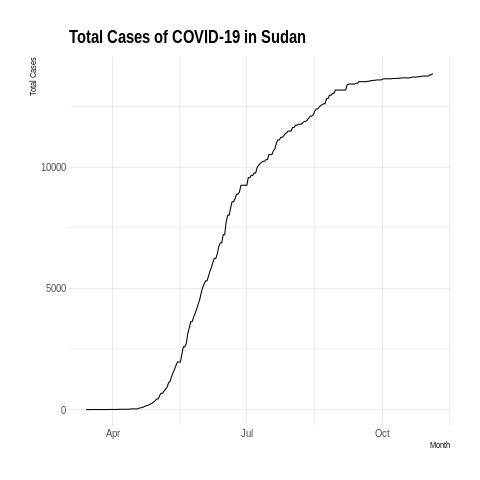 Total Cases of COVID-19 in Sudan
Total Cases
10000
5000
0
Apr Jul Oct
Month